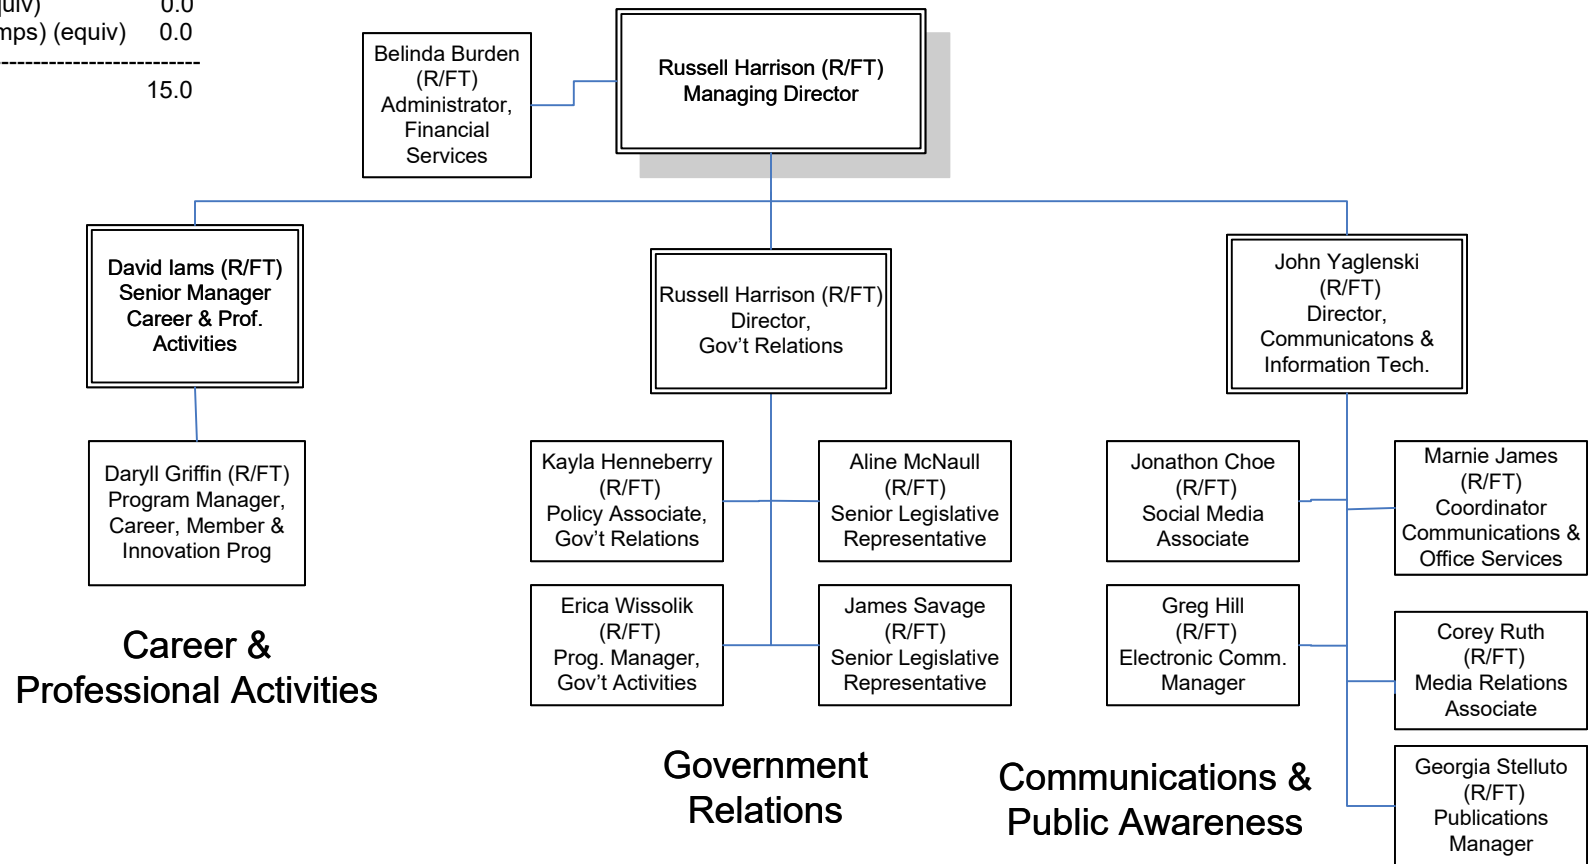 0.0
(equiv) 0.0
15.0
Belinda Burden
(R/FT)
Administrator,
Financial
Services
Russell Harrison (R/FT)
Managing Director
David Iams (R/FT)
Senior Manager
Career & Prof.
Activities
Russell Harrison (R/FT)
Director,
Gov’t Relations
John Yaglenski
(R/FT)
Director,
Communicatons &
Information Tech.
Daryll Griffin (R/FT)
Program Manager,
Career, Member &
Innovation Prog
Kayla Henneberry
(R/FT)
Policy Associate,
Gov’t Relations
Aline McNaull
(R/FT)
Senior Legislative
Representative
Jonathon Choe
(R/FT)
Social Media
Associate
Marnie James
(R/FT)
Coordinator
Communications &
Office Services
Erica Wissolik
(R/FT)
Prog. Manager,
Gov’t Activities
James Savage
(R/FT)
Senior Legislative
Representative
Greg Hill
(R/FT)
Electronic Comm.
Manager
Corey Ruth
(R/FT)
Media Relations
Associate
Georgia Stelluto
(R/FT)
Publications
Manager
Career &
Professional Activities
Government
Relations
Communications &
Public Awareness